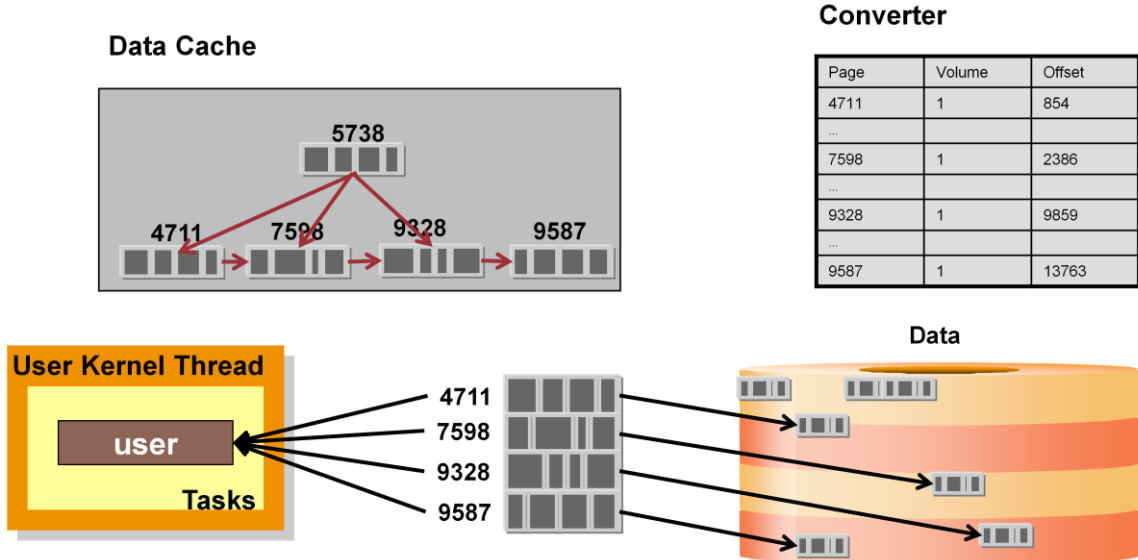 Data Cache
5738
4711 7598 9328 9587
Converter
Page Volume Offset
4711 1 854
...
7598 1 2386
...
9328 1 9859
...
9587 1 13763
User Kernel Thread
user
Tasks
4711
7598
9328
9587
Data